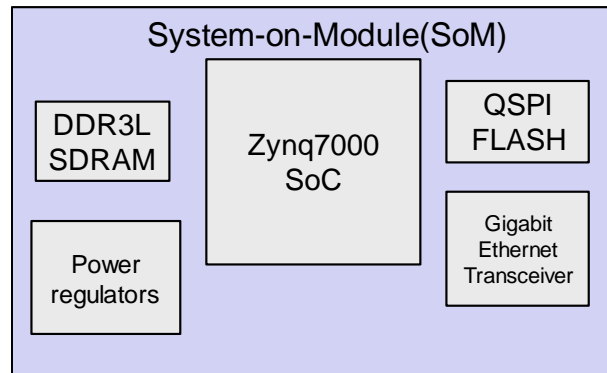 System-on-Module(SoM)
DDR3L
SDRAM
Zynq7000
SoC
QSPI
FLASH
Power
regulators
Gigabit
Ethernet
Transceiver